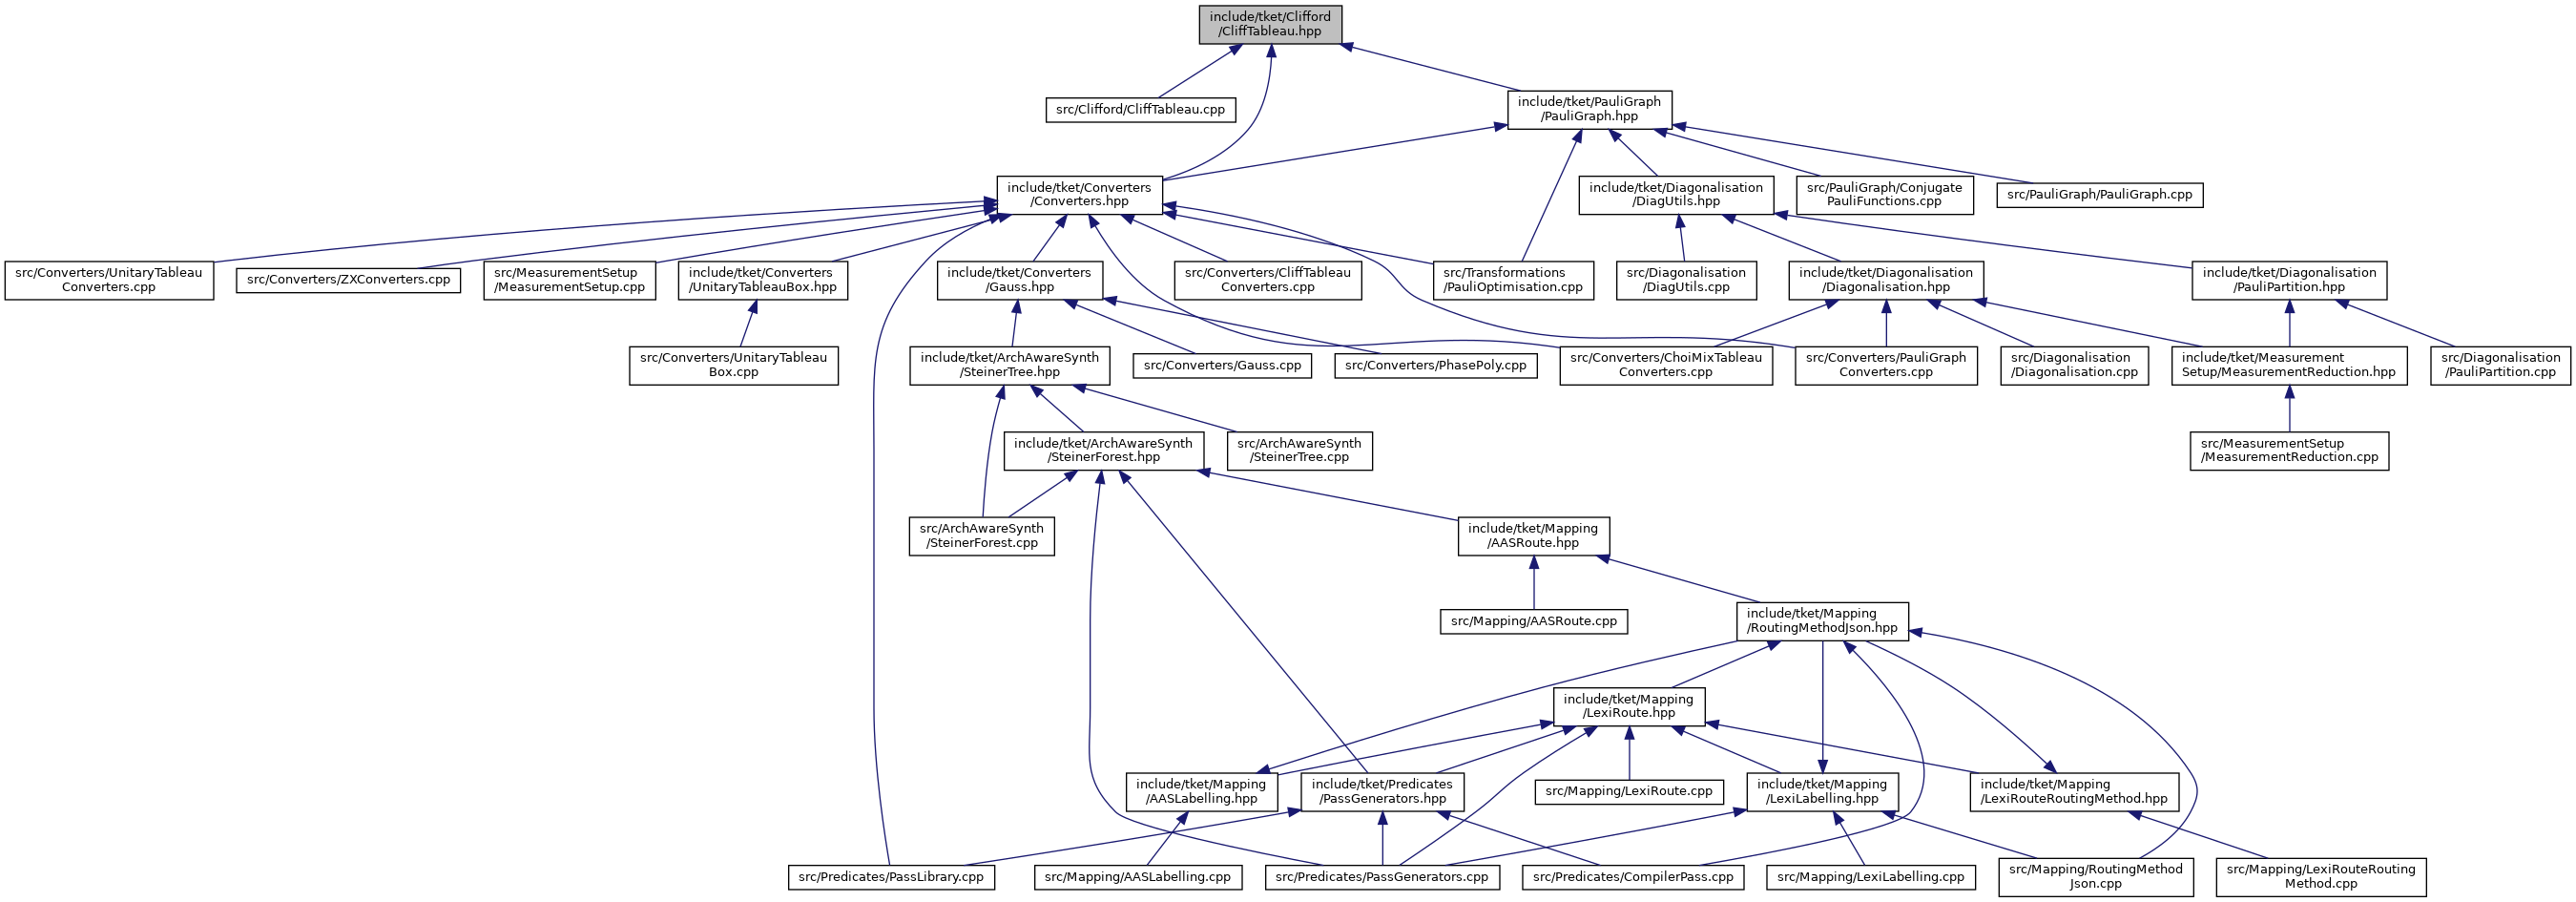 include/tket/Clifford
/CliffTableau.hpp
src/Clifford/CliffTableau.cpp
include/tket/PauliGraph
/PauliGraph.hpp
include/tket/Converters
/Converters.hpp
include/tket/Diagonalisation
/DiagUtils.hpp
src/PauliGraph/Conjugate
PauliFunctions.cpp
src/PauliGraph/PauliGraph.cpp
src/Converters/UnitaryTableau
Converters.cpp
src/Converters/ZXConverters.cpp
src/MeasurementSetup
/MeasurementSetup.cpp
include/tket/Converters
/UnitaryTableauBox.hpp
include/tket/Converters
/Gauss.hpp
src/Converters/CliffTableau
Converters.cpp
src/Transformations
/PauliOptimisation.cpp
src/Diagonalisation
/DiagUtils.cpp
include/tket/Diagonalisation
/Diagonalisation.hpp
include/tket/Diagonalisation
/PauliPartition.hpp
src/Converters/UnitaryTableau
Box.cpp
include/tket/ArchAwareSynth
/SteinerTree.hpp
src/Converters/Gauss.cpp
src/Converters/PhasePoly.cpp
src/Converters/ChoiMixTableau
Converters.cpp
src/Converters/PauliGraph
Converters.cpp
src/Diagonalisation
/Diagonalisation.cpp
include/tket/Measurement
Setup/MeasurementReduction.hpp
src/Diagonalisation
/PauliPartition.cpp
include/tket/ArchAwareSynth
/SteinerForest.hpp
src/ArchAwareSynth
/SteinerTree.cpp
src/MeasurementSetup
/MeasurementReduction.cpp
src/ArchAwareSynth
/SteinerForest.cpp
include/tket/Mapping
/AASRoute.hpp
src/Mapping/AASRoute.cpp
include/tket/Mapping
/RoutingMethodJson.hpp
include/tket/Mapping
/LexiRoute.hpp
include/tket/Mapping
/AASLabelling.hpp
include/tket/Predicates
/PassGenerators.hpp
src/Mapping/LexiRoute.cpp
include/tket/Mapping
/LexiLabelling.hpp
include/tket/Mapping
/LexiRouteRoutingMethod.hpp
src/Predicates/PassLibrary.cpp
src/Mapping/AASLabelling.cpp
src/Predicates/PassGenerators.cpp
src/Predicates/CompilerPass.cpp
src/Mapping/LexiLabelling.cpp
src/Mapping/RoutingMethod
Json.cpp
src/Mapping/LexiRouteRouting
Method.cpp